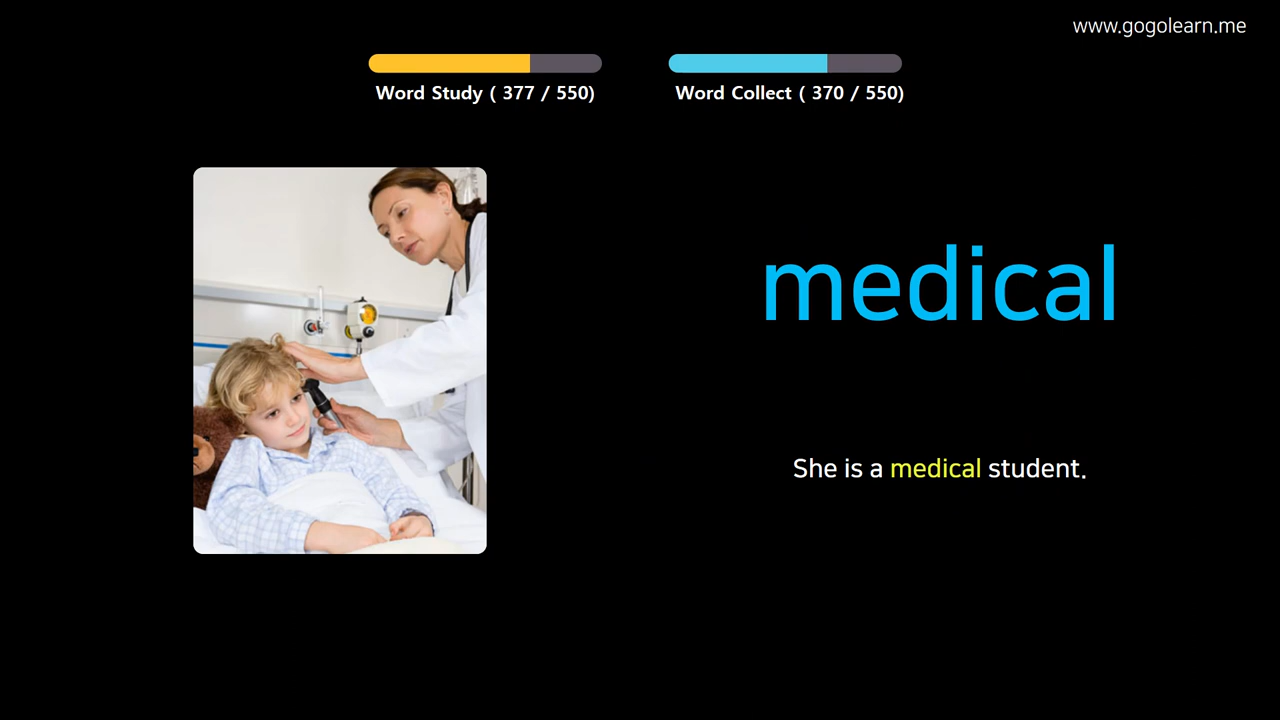 www.gogolearn.me
Word Study ( 377 / 550)
Word Collect ( 370 / 550)
medical
She is a medical student.